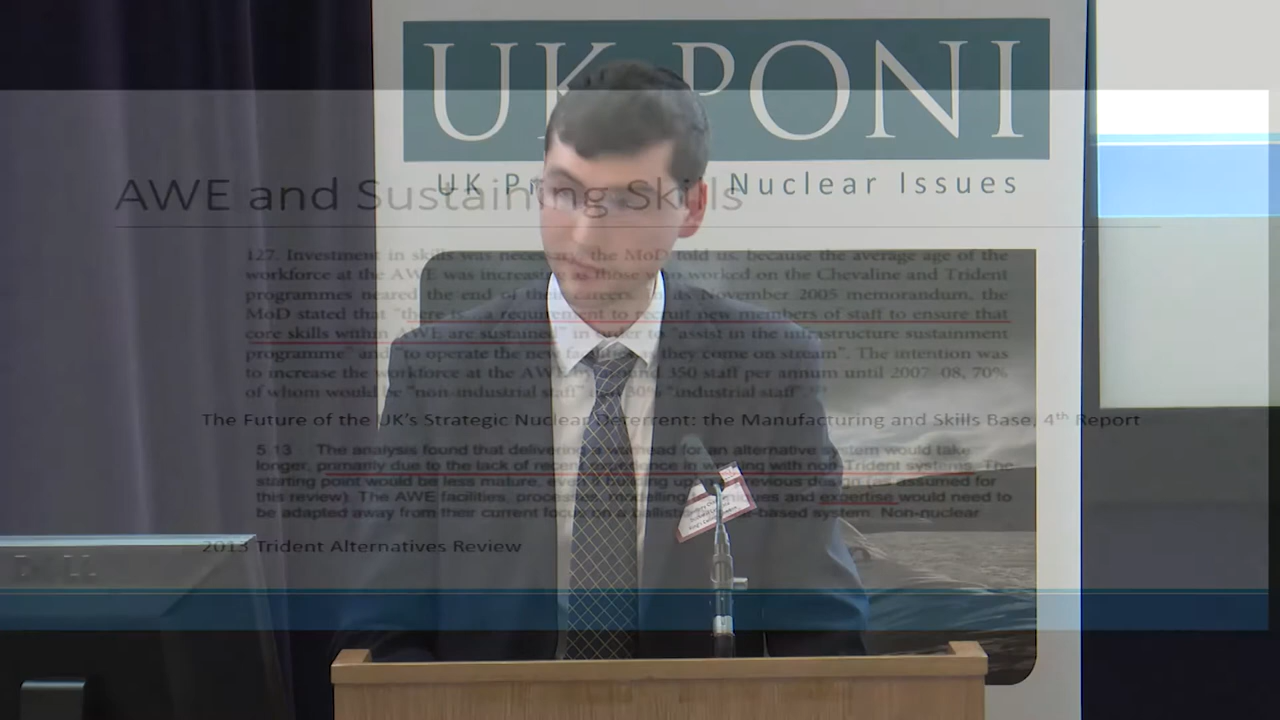 UK PONI
UK Pr Nuclear Issues
AWE and Sustaining Skills
127. Investment in skills was necessary, the MoD told us, because the average age of the
workforce at the AWE was increasing as those who worked on the Chevaline and Trident
programmes neared the end of their careers. In its November 2005 memorandum, the
MoD stated that "there is a requirement to recruit new members of staff to ensure that
core skills within AWE are sustained" in order to "assist in the infrastructure sustainment
programme" and "to operate the new facilities as they come on stream". The intention was
to increase the workforce at the AWE by around 350 staff per annum until 2007-08, 70%
of whom would be "non-industrial staff" and 30% "industrial staff".
The Future of the UK's Strategic Nuclear Deterrent: the Manufacturing and Skills Base, 4th Report
5.13 The analysis found that delivering a warhead for an alternative system would take
longer, primarily due to the lack of recent experience in working with non-Trident systems. The
starting point would be less mature, even picking up a previous design (as assumed for
this review). The AWE facilities, processes, modelling techniques and expertise would need to
be adapted away from their current focus on a ballistic -based system. Non-nuclear
2013 Trident Alternatives Review
DELL